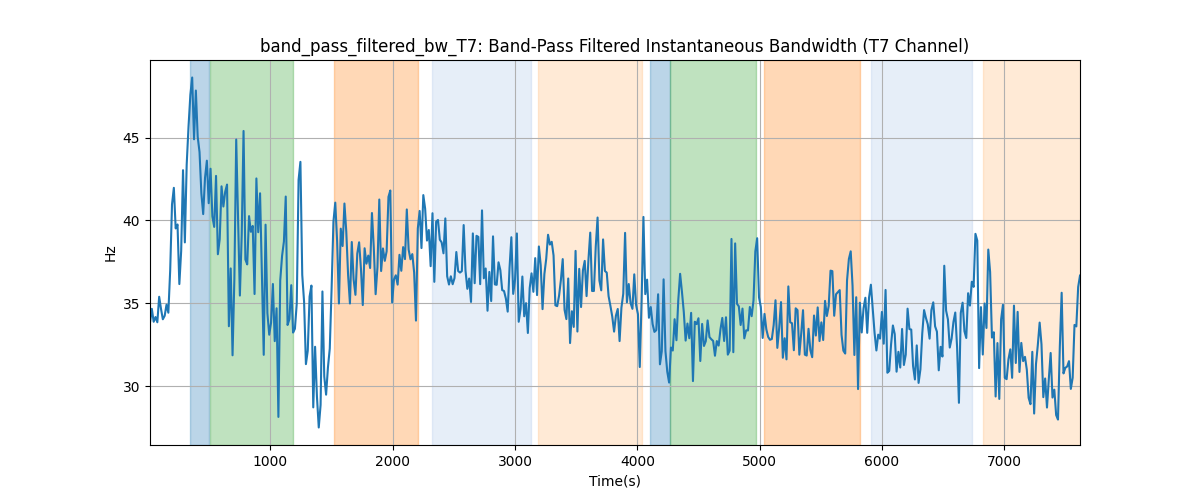 band_pass_filtered_bw_T7: Band-Pass Filtered Instantaneous Bandwidth (T7 Channel)
45
40
35
30
Hz
1000 2000 3000 4000 5000 6000 7000
Time(s)